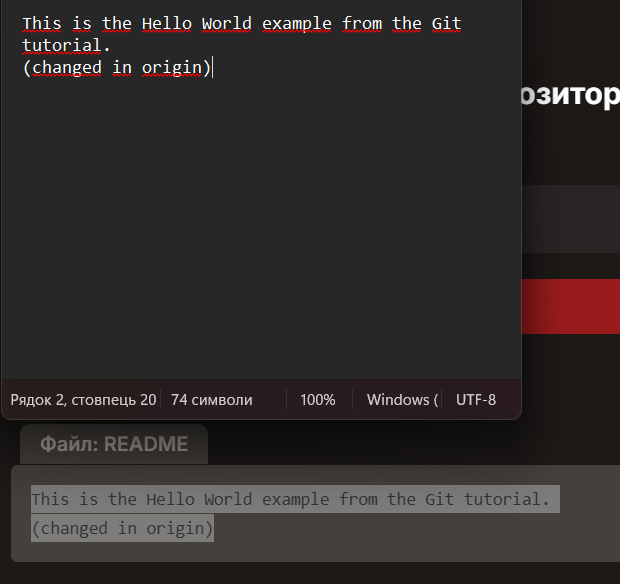 This is the Hello World example from the Git
tutorial.
(changed in origin)
озитор
Рядок 2, стовпець 20 74 символи 100% Windows ( UTF-8
Файл: README
This is the Hello World example from the Git tutorial.
(changed in origin)